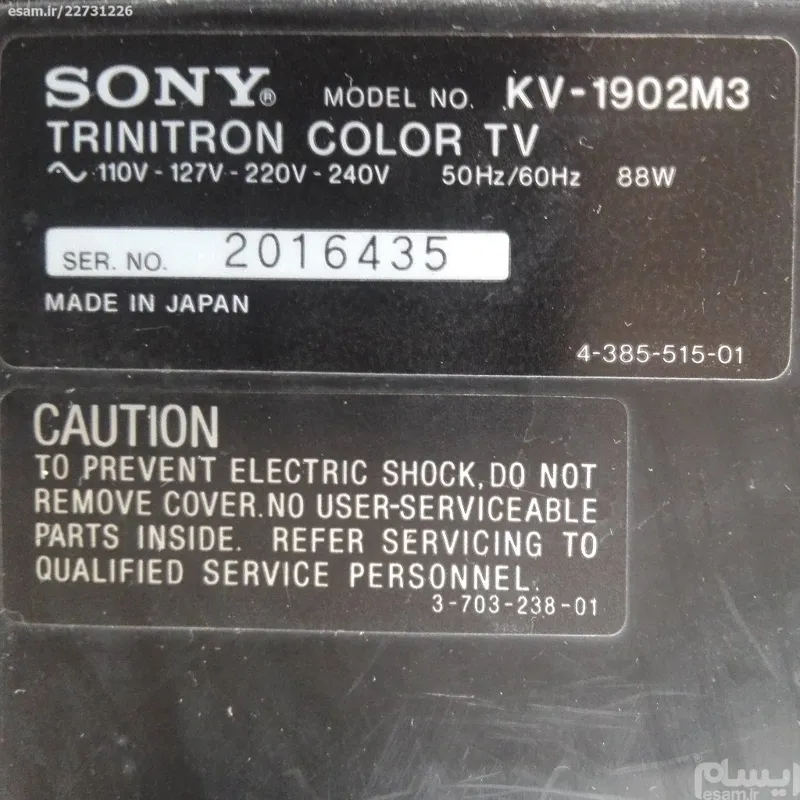 esam.ir/22731226
SONY® MODEL NO. KV-1902M3
TRINITRON COLOR TV
～ 110V - 127V - 220V - 240V 50Hz/60Hz 88W
SER. NO. 2016435
MADE IN JAPAN
4-385-515-01
CAUTION
TO PREVENT ELECTRIC SHOCK, DO NOT
REMOVE COVER. NO USER-SERVICEABLE
PARTS INSIDE. REFER SERVICING TO
QUALIFIED SERVICE PERSONNEL.
3-703-238-01
ایسام
esam.ir